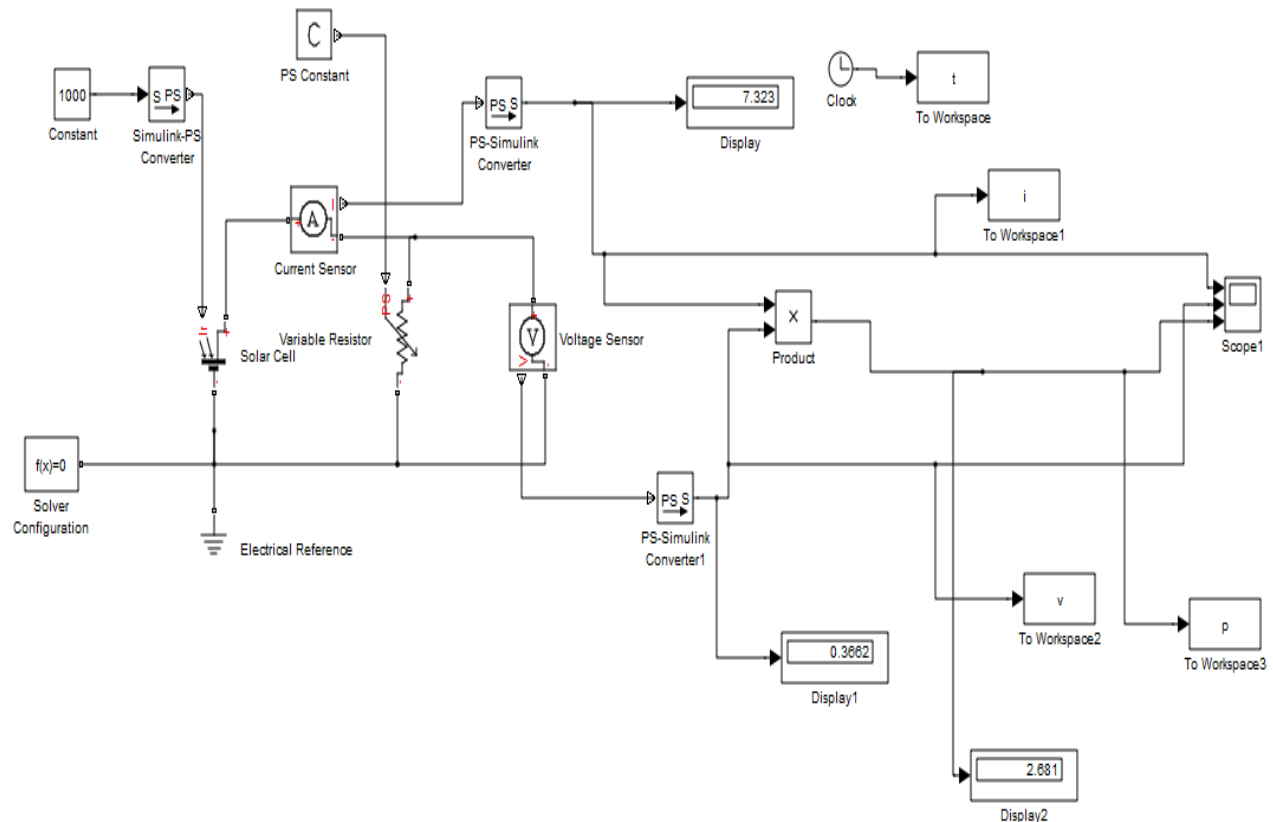 C
PS Constant
1000
Constant
S PS
Simulink-PS
Converter
PS S
PS-Simulink
Converter
7.323
Display
Clock
t
To Workspace
i
To Workspace1
A
I
+
-
Current Sensor
Ir
+
-
Solar Cell
PS
+
-
Variable Resistor
V
+
V
-
Voltage Sensor
×
Product
Scope1
f(x)=0
Solver
Configuration
Electrical Reference
PS S
PS-Simulink
Converter1
v
To Workspace2
p
To Workspace3
0.3662
Display1
2.681
Display2